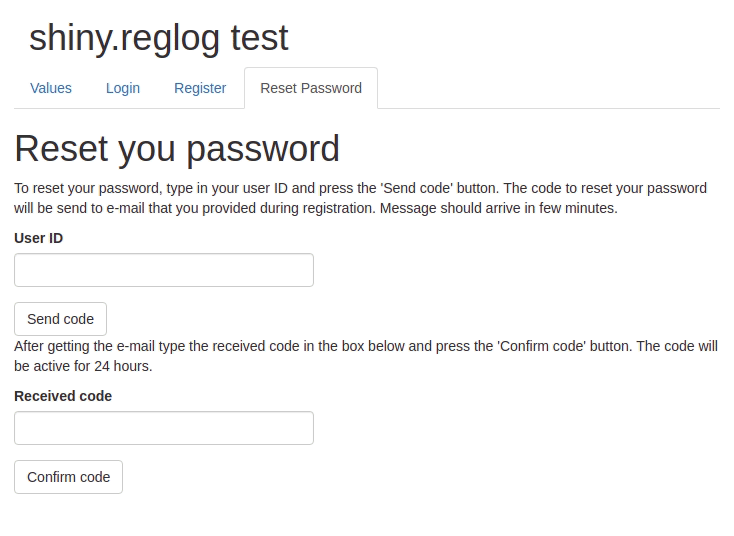 shiny.reglog test
Values Login Register Reset Password
Reset you password
To reset your password, type in your user ID and press the 'Send code' button. The code to reset your password
will be send to e-mail that you provided during registration. Message should arrive in few minutes.
User ID
Send code
After getting the e-mail type the received code in the box below and press the 'Confirm code' button. The code will
be active for 24 hours.
Received code
Confirm code